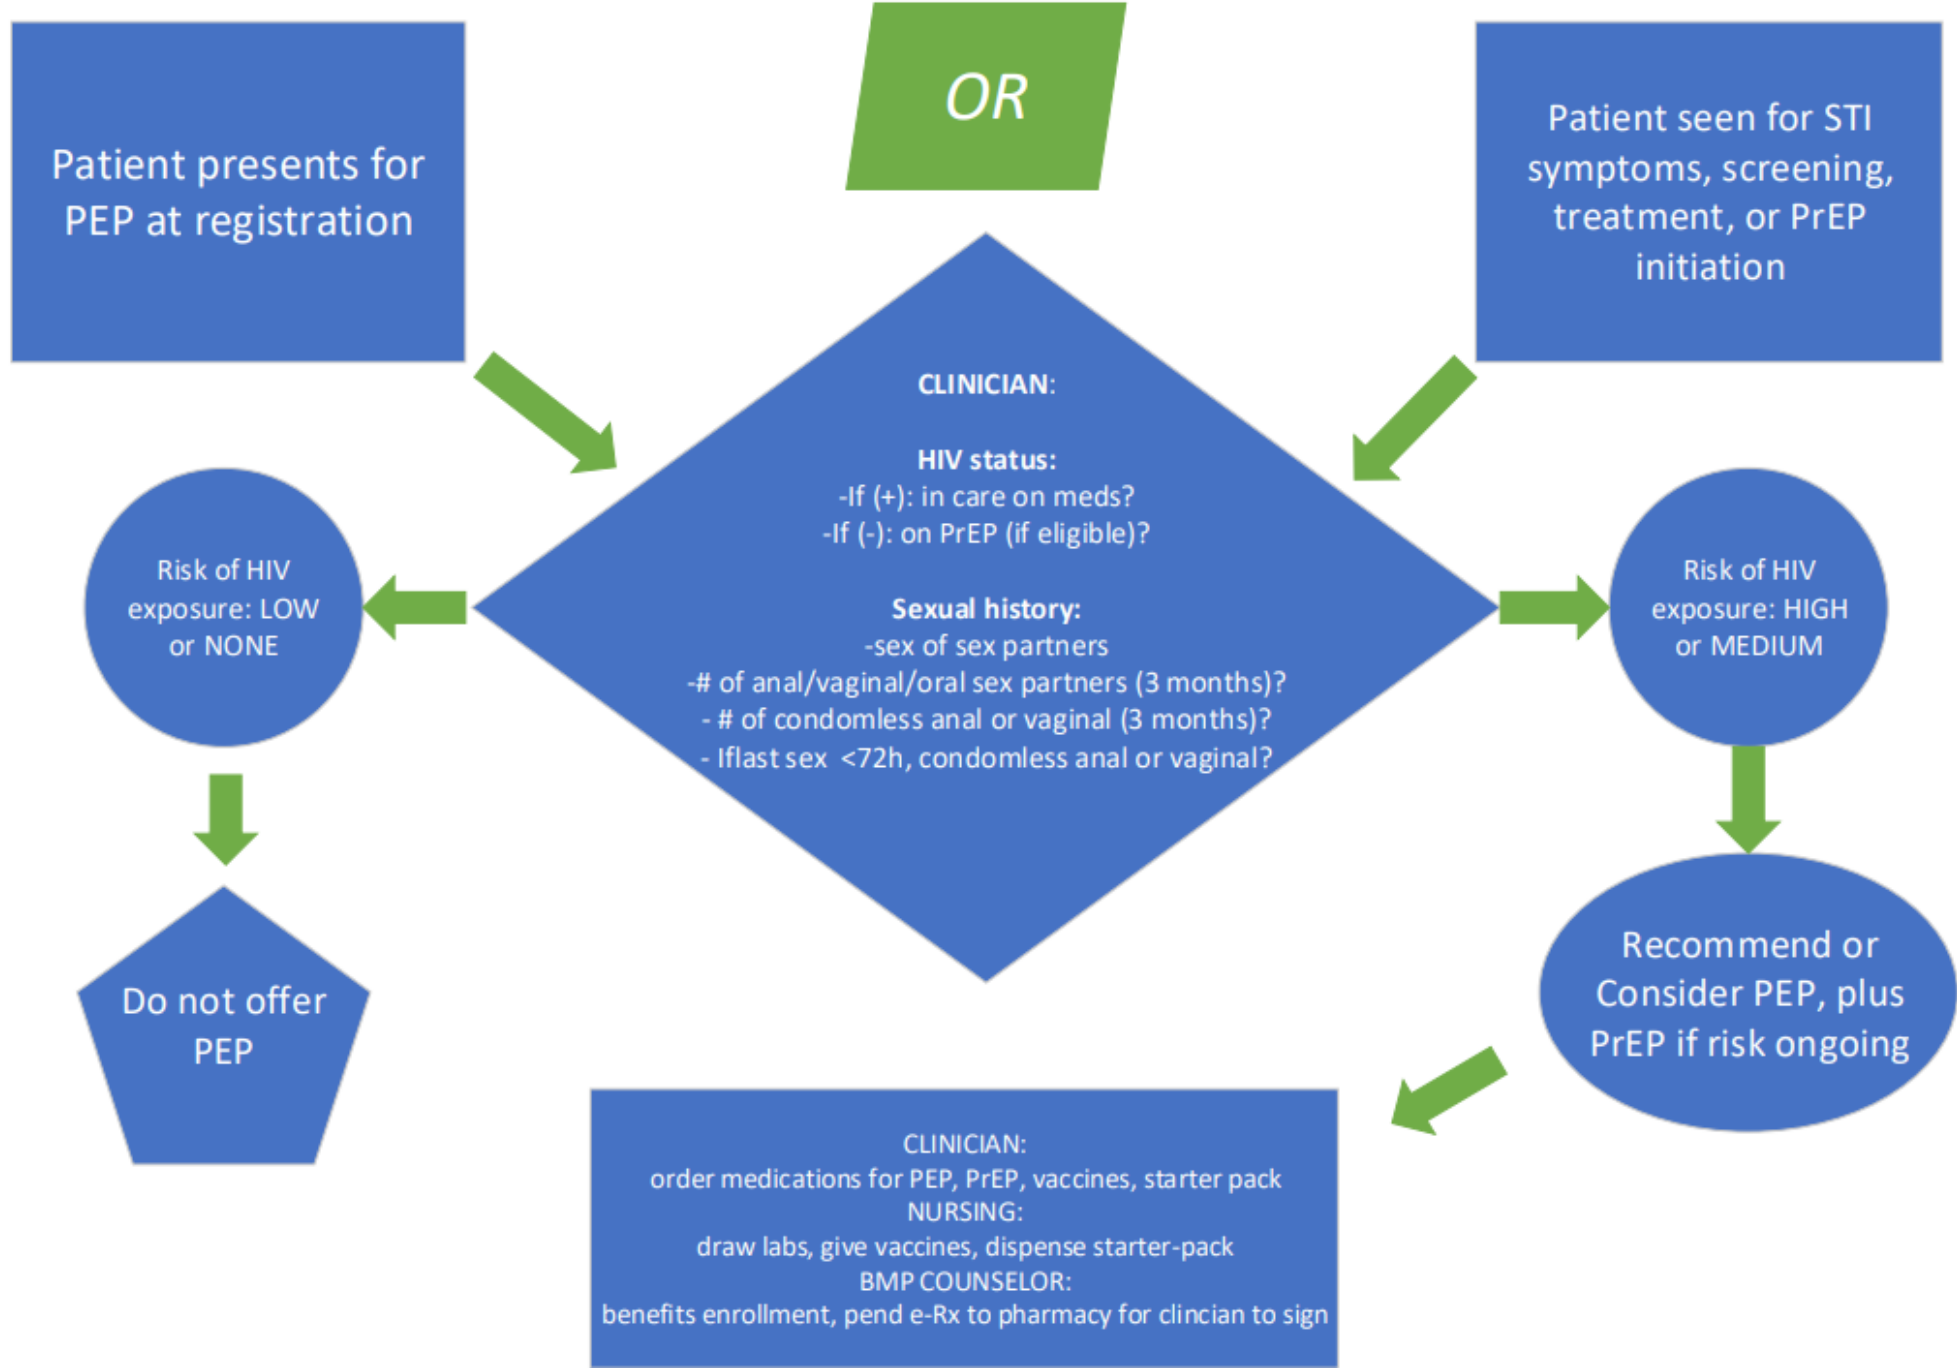 Patient presents for
PEP at registration
OR
Patient seen for STI
symptoms, screening,
treatment, or PrEP
initiation
CLINICIAN:
HIV status:
-If (+): in care on meds?
-If (-): on PrEP (if eligible)?
Sexual history:
-sex of sex partners
-# of anal/vaginal/oral sex partners (3 months)?
- # of condomless anal or vaginal (3 months)?
- Iflast sex <72h, condomless anal or vaginal?
Risk of HIV
exposure: LOW
or NONE
Risk of HIV
exposure: HIGH
or MEDIUM
Do not offer
PEP
Recommend or
Consider PEP, plus
PrEP if risk ongoing
CLINICIAN:
order medications for PEP, PrEP, vaccines, starter pack
NURSING:
draw labs, give vaccines, dispense starter-pack
BMP COUNSELOR:
benefits enrollment, pend e-Rx to pharmacy for clincian to sign